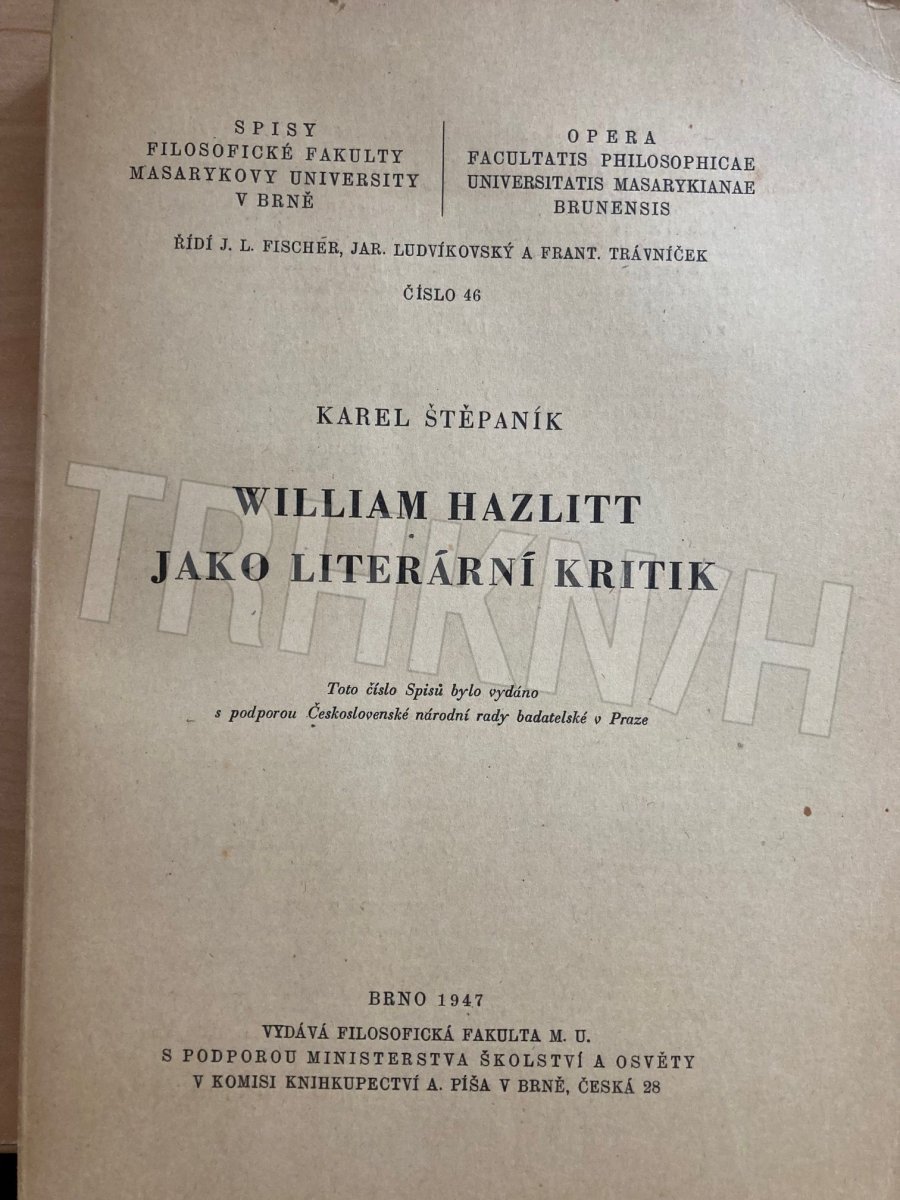 SPISY
FILOSOFICKÉ FAKULTY
MASARYKOVY UNIVERSITY
V BRNĚ
OPERA
FACULTATIS PHILOSOPHICAE
UNIVERSITATIS MASARYKIANAE
BRUNENSIS
ŘÍDÍ J. L. FISCHER, JAR. LUDVÍKOVSKÝ A FRANT. TRÁVNÍČEK
ČÍSLO 46
KAREL ŠTĚPANÍK
WILLIAM HAZLITT
JAKO LITERÁRNÍ KRITIK
TRHKNIH
Toto číslo Spisů bylo vydáno
s podporou Československé národní rady badatelské v Praze
BRNO 1947
VYDÁVÁ FILOSOFICKÁ FAKULTA M. U.
S PODPOROU MINISTERSTVA ŠKOLSTVÍ A OSVĚTY
V KOMISI KNIHKUPECTVÍ A. PÍŠA V BRNĚ, ČESKÁ 28